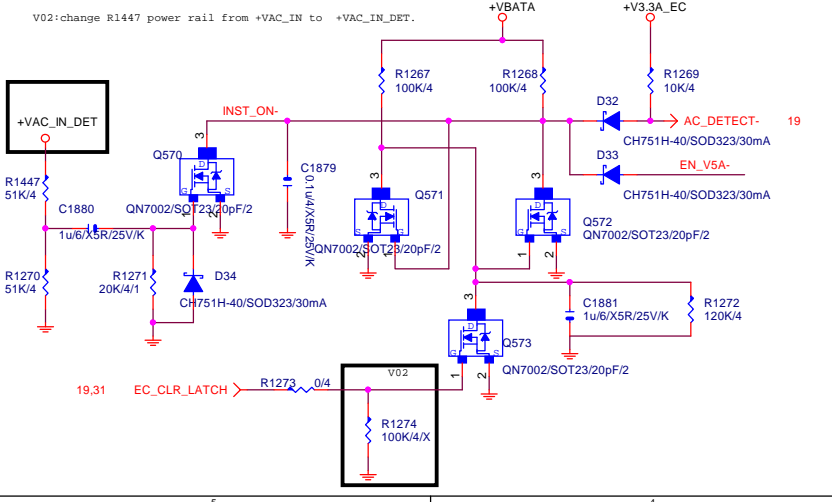 V02:change R1447 power rail from +VAC_IN to +VAC_IN_DET.
+VBATA
+V3.3A_EC
R1267
100K/4
R1268
100K/4
R1269
10K/4
+VAC_IN_DET
INST_ON-
D32
AC_DETECT- 19
CH751H-40/SOD323/30mA
D33
EN_V5A-
CH751H-40/SOD323/30mA
Q570
3
D
G
S
1
2
QN7002/SOT23/20pF/2
C1879
0.1u/4/X5R/25V/K
R1447
51K/4
C1880
1u/6/X5R/25V/K
Q571
3
D
S
G
2
1
QN7002/SOT23/20pF/2
Q572
3
D
G
S
1
2
QN7002/SOT23/20pF/2
R1270
51K/4
R1271
20K/4/1
D34
CH751H-40/SOD323/30mA
C1881
1u/6/X5R/25V/K
R1272
120K/4
Q573
3
D
G
S
1
2
QN7002/SOT23/20pF/2
V02
19,31 EC_CLR_LATCH
R1273 0/4
R1274
100K/4/X
5
4